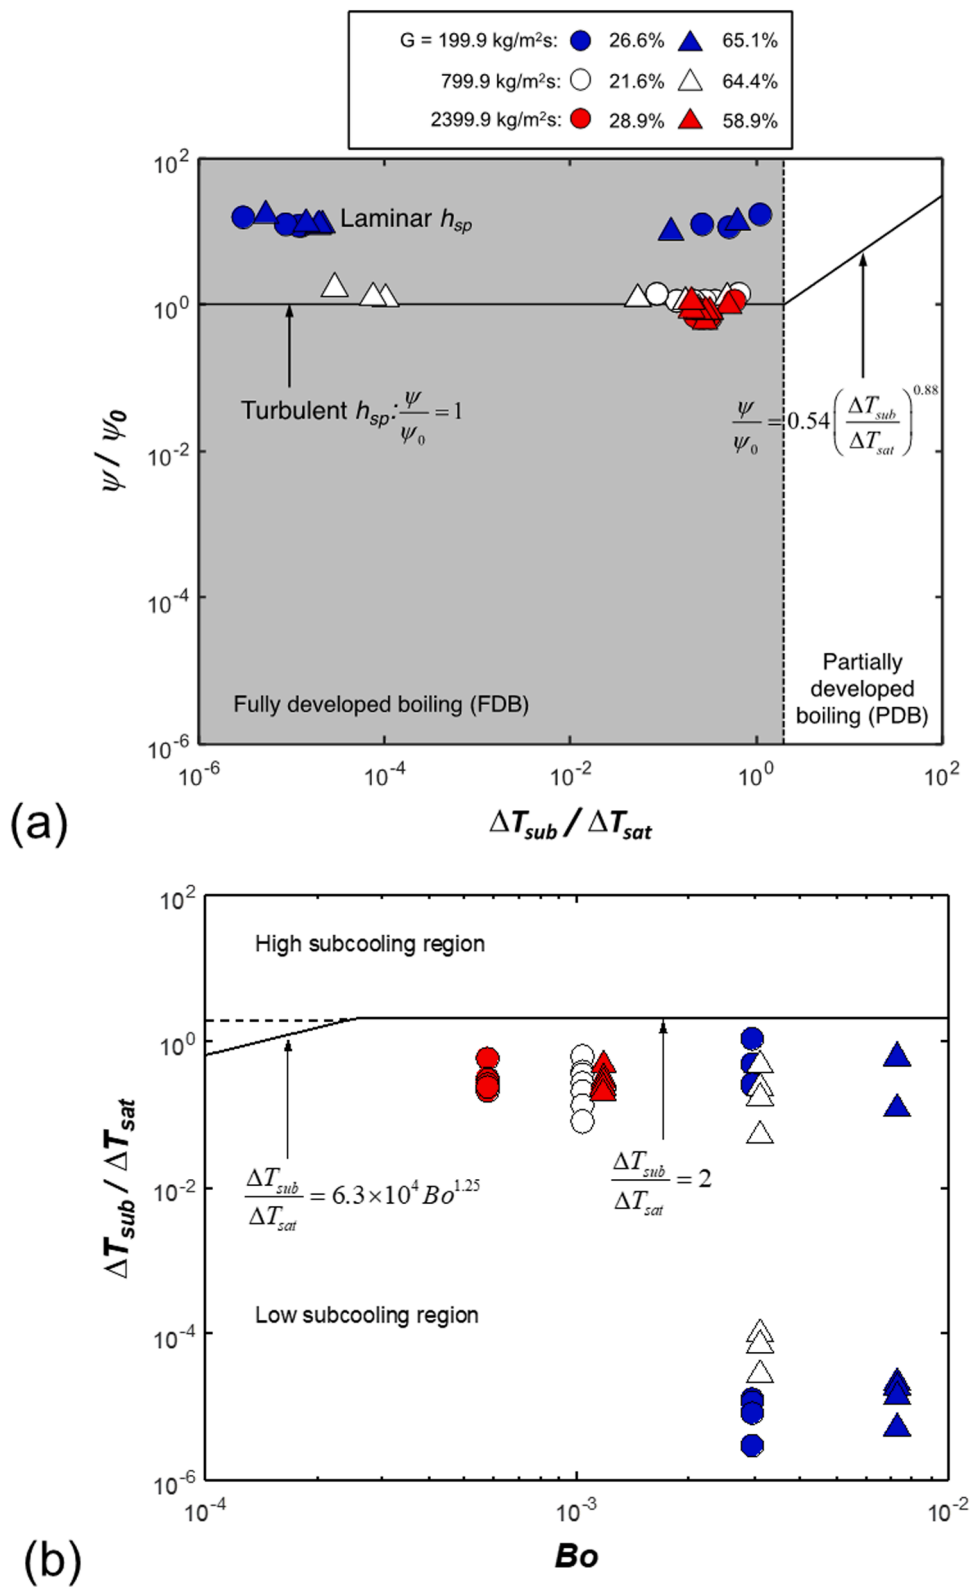 G = 199.9 kg/m²s: 26.6% 65.1%
799.9 kg/m²s: 21.6% 64.4%
2399.9 kg/m²s: 28.9% 58.9%
10²
10⁰
10⁻²
10⁻⁴
10⁻⁶
ψ / ψ₀
Laminar h_sp
Turbulent h_sp: ψ/ψ₀ = 1
ψ/ψ₀ = 0.54 (ΔT_sub/ΔT_sat)^0.88
Fully developed boiling (FDB)
Partially
developed
boiling (PDB)
10⁻⁶ 10⁻⁴ 10⁻² 10⁰ 10²
ΔT_sub / ΔT_sat
(a)
10²
10⁰
10⁻²
10⁻⁴
10⁻⁶
ΔT_sub / ΔT_sat
High subcooling region
ΔT_sub/ΔT_sat = 6.3×10⁴ Bo^1.25
ΔT_sub/ΔT_sat = 2
Low subcooling region
10⁻⁴ 10⁻³ 10⁻²
Bo
(b)